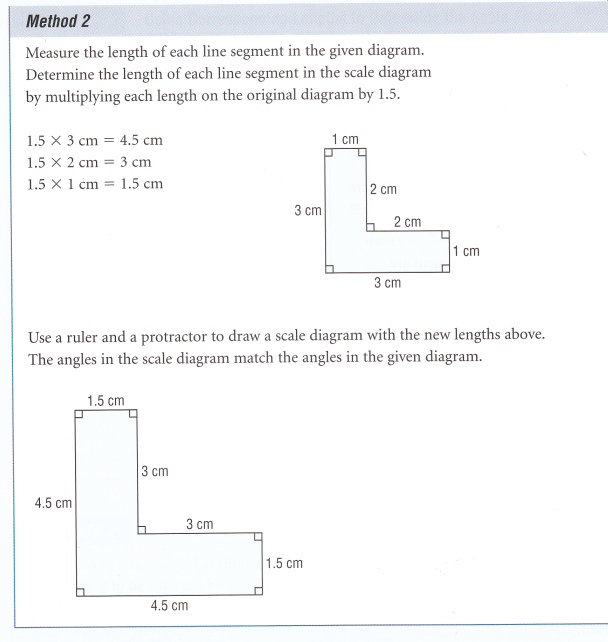 Method 2
Measure the length of each line segment in the given diagram.
Determine the length of each line segment in the scale diagram
by multiplying each length on the original diagram by 1.5.
1.5 × 3 cm = 4.5 cm
1.5 × 2 cm = 3 cm
1.5 × 1 cm = 1.5 cm
1 cm
2 cm
3 cm
2 cm
1 cm
3 cm
Use a ruler and a protractor to draw a scale diagram with the new lengths above.
The angles in the scale diagram match the angles in the given diagram.
1.5 cm
3 cm
4.5 cm
3 cm
1.5 cm
4.5 cm